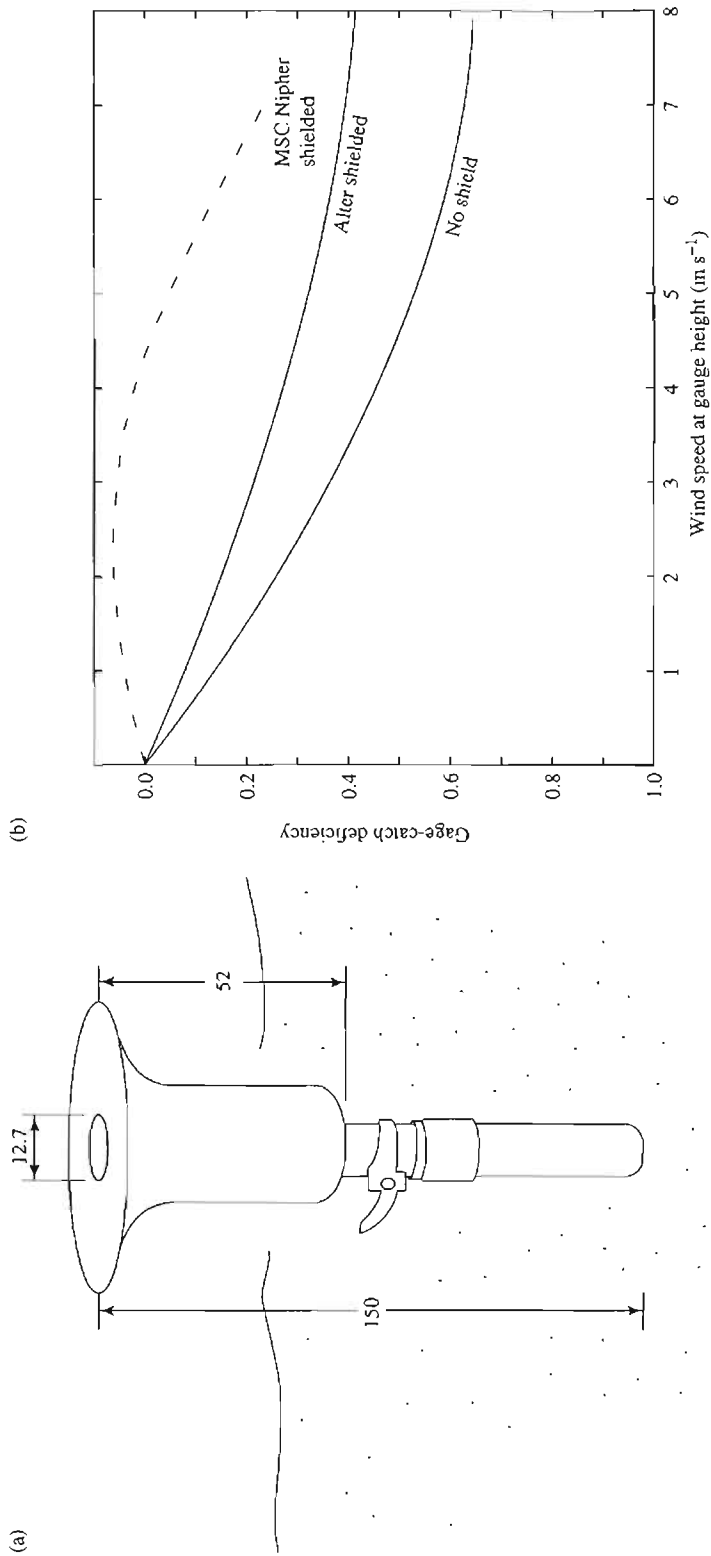 (a)
12.7
52
150
(b)
Gage-catch deficiency
0.0
0.2
0.4
0.6
0.8
1.0
MSC Nipher
shielded
Alter shielded
No shield
1
2
3
4
5
6
7
8
Wind speed at gauge height (m s⁻¹)